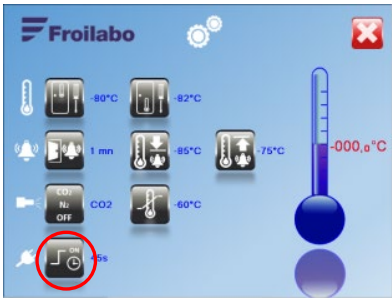 Froilabo
-80°C
-82°C
1 mn
-85°C
-75°C
-000,0°C
CO2
N2
OFF
CO2
-60°C
ON
45s